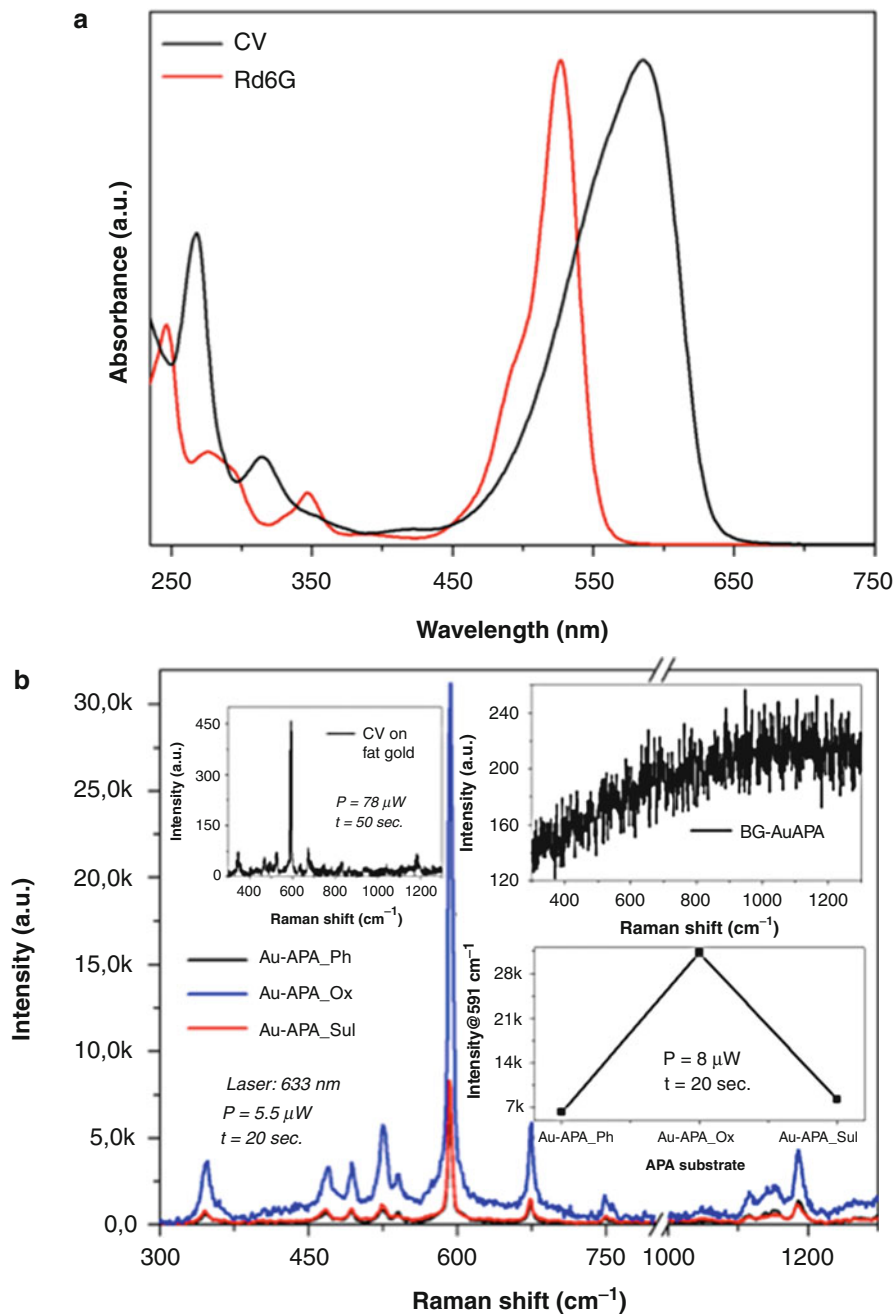 a
CV
Rd6G
Absorbance (a.u.)
250 350 450 550 650 750
Wavelength (nm)
b
30,0k
25,0k
20,0k
15,0k
10,0k
5,0k
0,0
Intensity (a.u.)
450
300
150
0
Intensity (a.u.)
CV on
fat gold
P = 78 μW
t = 50 sec.
400 600 800 1000 1200
Raman shift (cm⁻¹)
240
200
160
120
Intensity (a.u.)
BG-AuAPA
400 600 800 1000 1200
Raman shift (cm⁻¹)
Au-APA_Ph
Au-APA_Ox
Au-APA_Sul
Laser: 633 nm
P = 5.5 μW
t = 20 sec.
Intensity@591 cm⁻¹
28k
21k
14k
7k
P = 8 μW
t = 20 sec.
Au-APA_Ph Au-APA_Ox Au-APA_Sul
APA substrate
300 450 600 750 1000 1200
Raman shift (cm⁻¹)